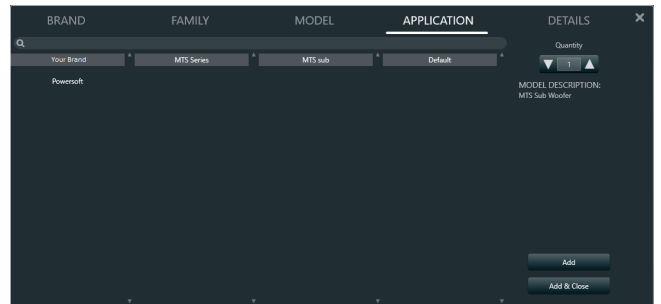 BRAND FAMILY MODEL APPLICATION DETAILS
Quantity
Your Brand MTS Series MTS sub Default
1
Powersoft
MODEL DESCRIPTION:
MTS Sub Woofer
Add
Add & Close